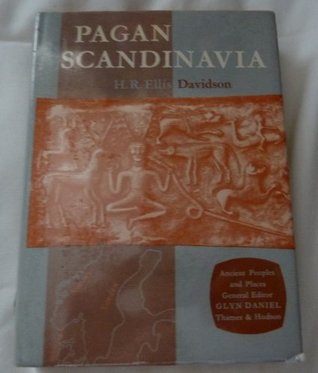 PAGAN
SCANDINAVIA
H. R. Ellis Davidson
Ancient Peoples
and Places
General Editor
GLYN DANIEL
Thames & Hudson